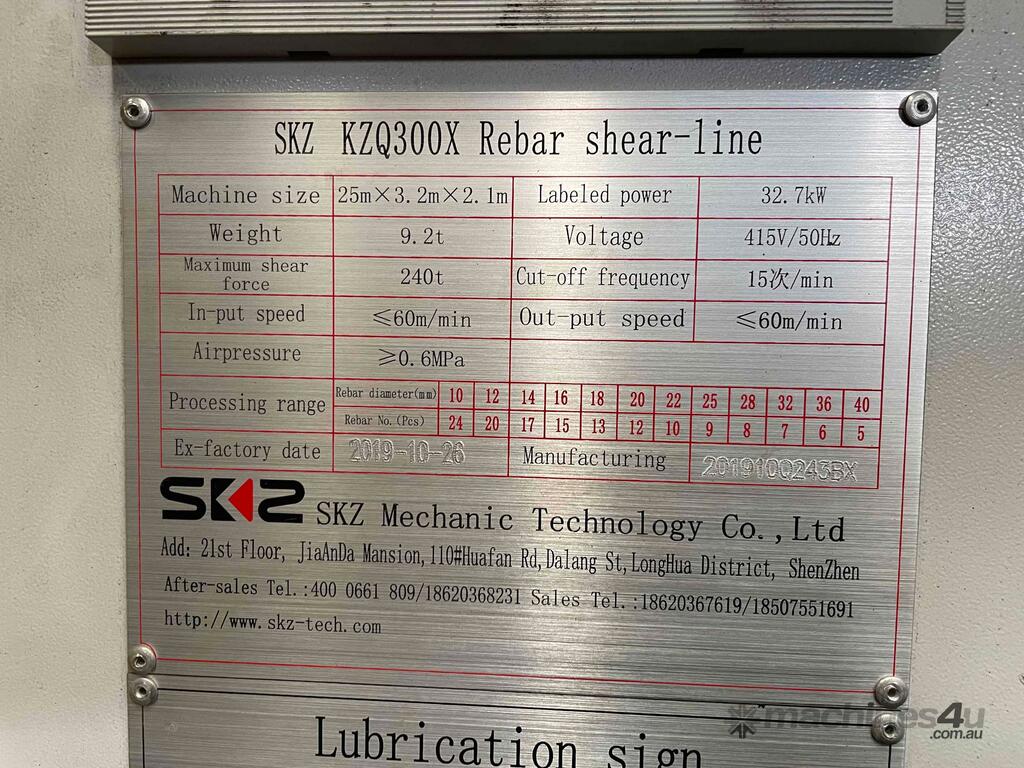 SKZ KZQ300X Rebar shear-line
Machine size 25m×3.2m×2.1m Labeled power 32.7kW
Weight 9.2t Voltage 415V/50Hz
Maximum shear force 240t Cut-off frequency 15次/min
In-put speed ≤60m/min Out-put speed ≤60m/min
Airpressure ≥0.6MPa
Processing range Rebar diameter(mm) 10 12 14 16 18 20 22 25 28 32 36 40
Rebar No.(Pcs) 24 20 17 15 13 12 10 9 8 7 6 5
Ex-factory date 2019-10-26 Manufacturing 201910Q243BX
SKZ SKZ Mechanic Technology Co.,Ltd
Add: 21st Floor, JiaAnDa Mansion,110#Huafan Rd,Dalang St,LongHua District, ShenZhen
After-sales Tel.:400 0661 809/18620368231 Sales Tel.:18620367619/18507551691
http://www.skz-tech.com
Lubrication sign
machines4u
.com.au